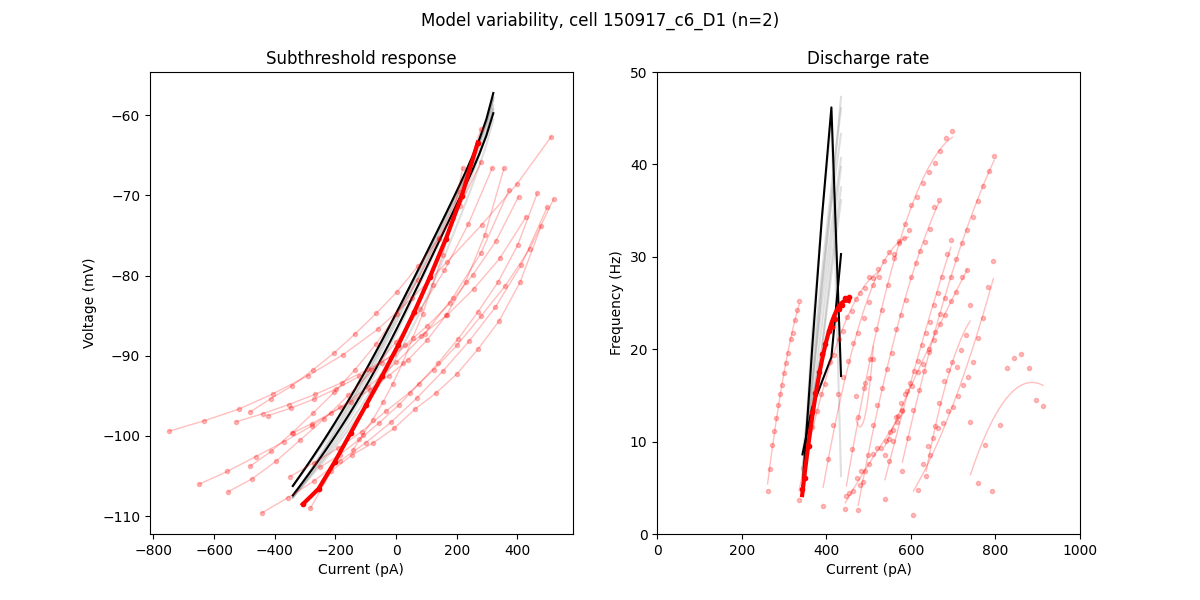 Model variability, cell 150917_c6_D1 (n=2)
Subthreshold response
Voltage (mV)
−60
−70
−80
−90
−100
−110
−800 −600 −400 −200 0 200 400
Current (pA)
Discharge rate
Frequency (Hz)
50
40
30
20
10
0
0 200 400 600 800 1000
Current (pA)